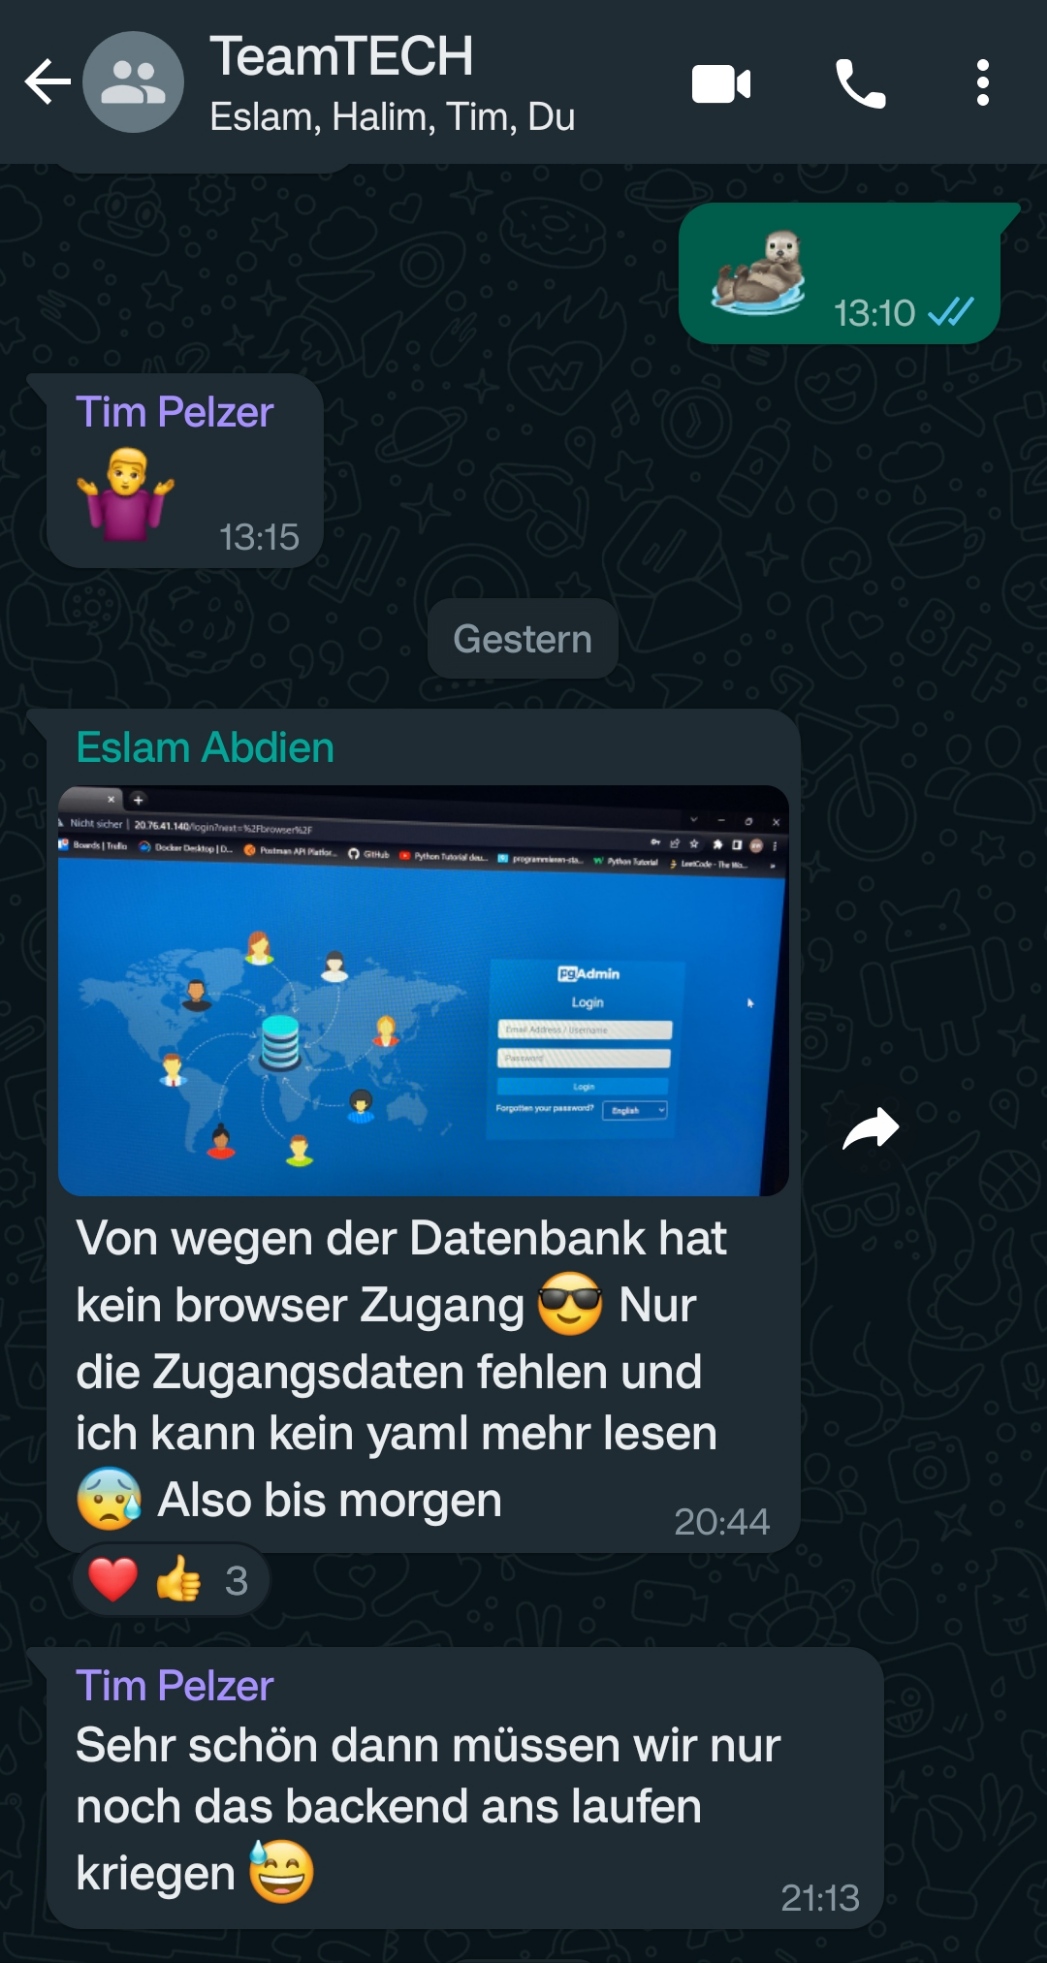 TeamTECH
Eslam, Halim, Tim, Du
13:10
Tim Pelzer
13:15
Gestern
Eslam Abdien
Nicht sicher | 20.76.41.140/login?next=%2Fbrowser%2F
Boards | Trello Docker Desktop | D... Postman API Platfor... GitHub Python Tutorial deu... programmieren-sta... Python Tutorial LeetCode - The Wo...
pgAdmin
Login
Email Address / Username
Password
Login
Forgotten your password? English
Von wegen der Datenbank hat
kein browser Zugang 😎 Nur
die Zugangsdaten fehlen und
ich kann kein yaml mehr lesen
😰 Also bis morgen
20:44
3
Tim Pelzer
Sehr schön dann müssen wir nur
noch das backend ans laufen
kriegen 😅
21:13